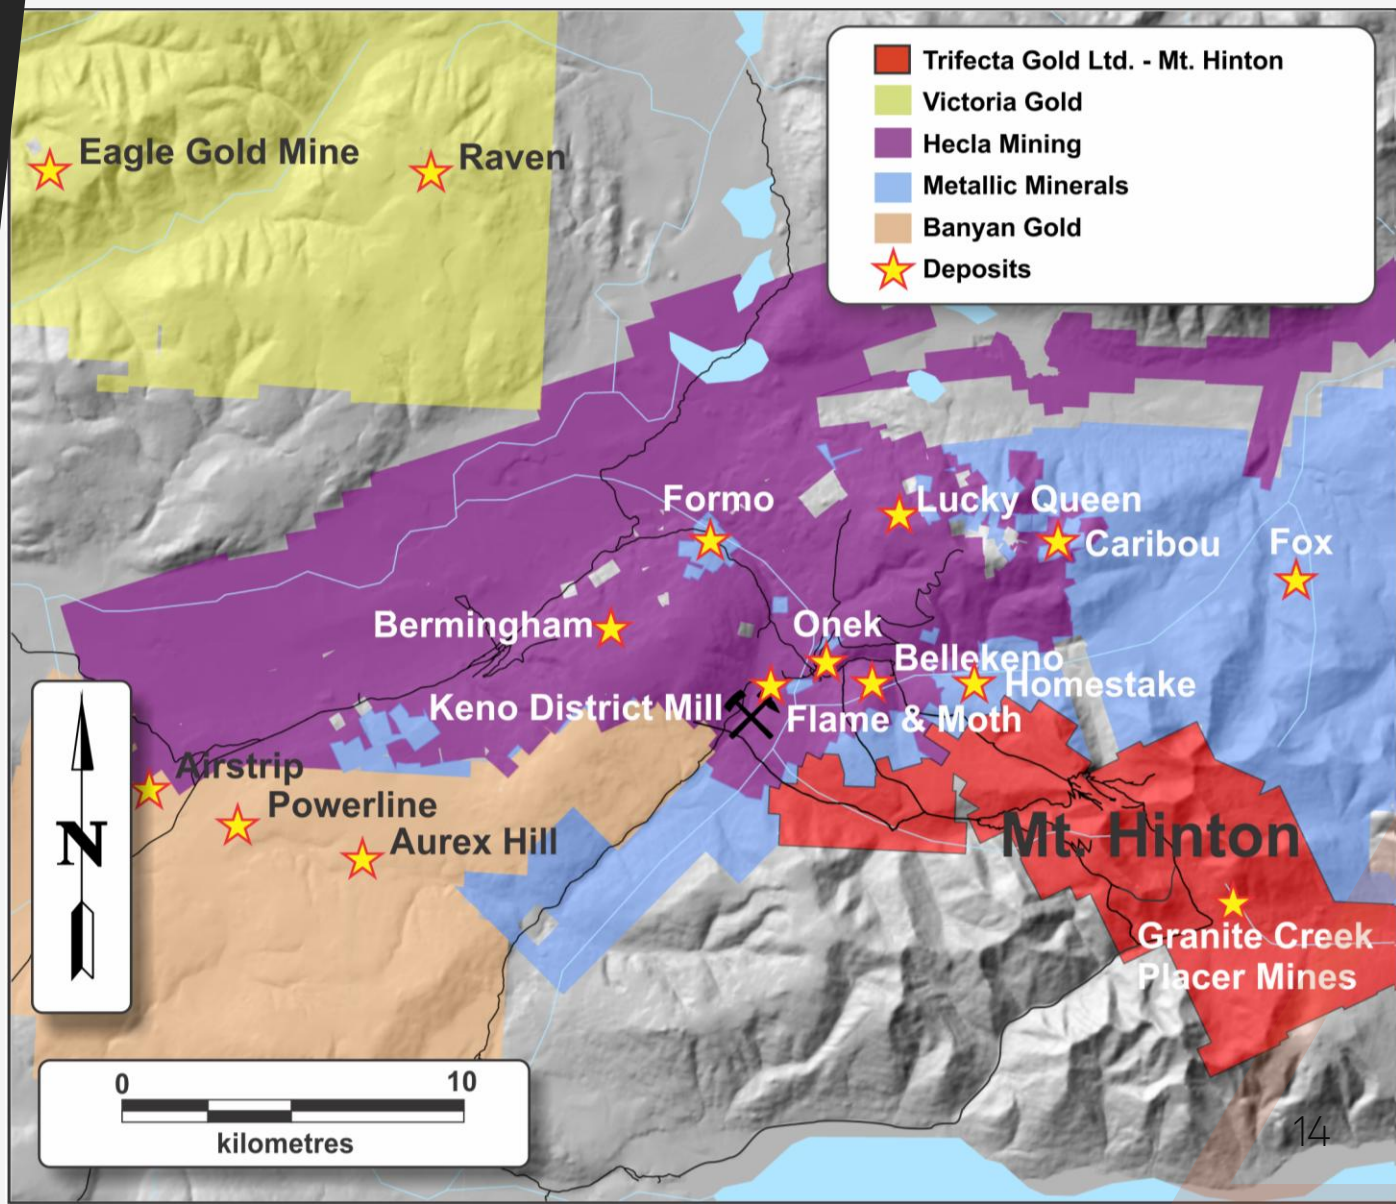 Trifecta Gold Ltd. - Mt. Hinton
Victoria Gold
Hecla Mining
Metallic Minerals
Banyan Gold
Deposits
Eagle Gold Mine
Raven
Formo
Lucky Queen
Caribou
Fox
Bermingham
Onek
Bellekeno
Homestake
Keno District Mill
Flame & Moth
Airstrip
Powerline
Aurex Hill
Mt. Hinton
Granite Creek
Placer Mines
N
0 10
kilometres
14